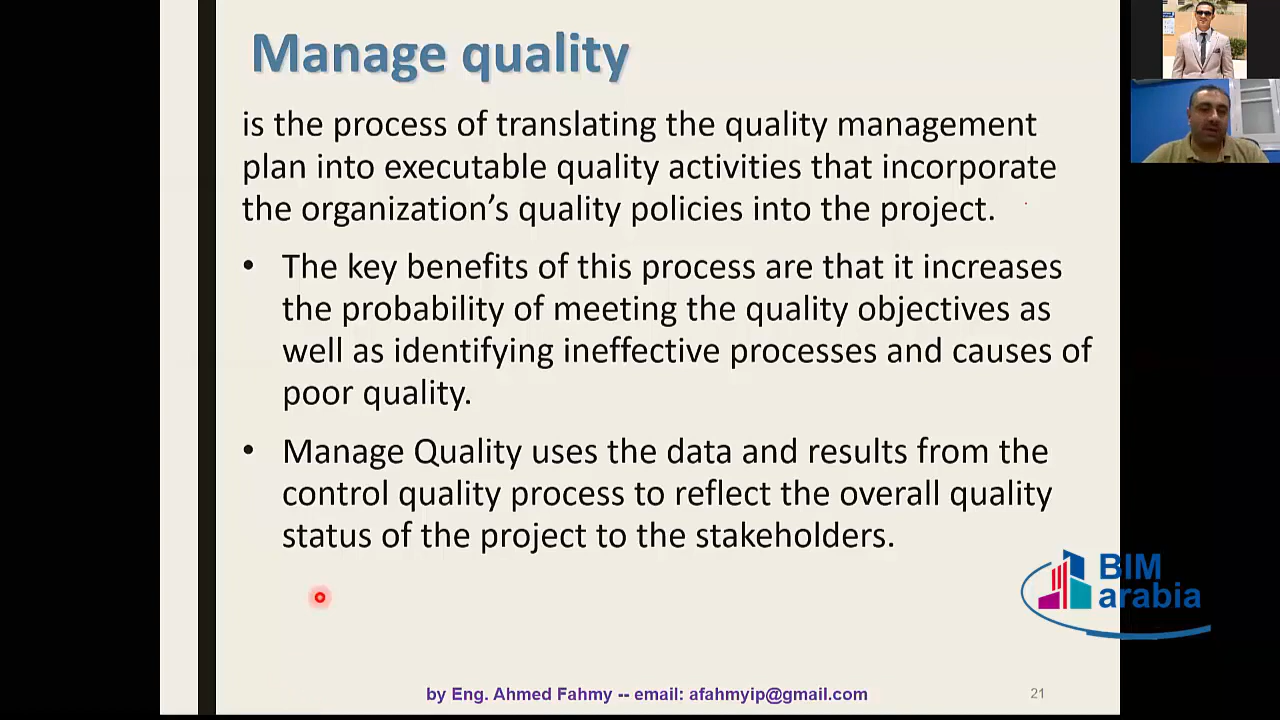 Manage quality
is the process of translating the quality management
plan into executable quality activities that incorporate
the organization’s quality policies into the project.
• The key benefits of this process are that it increases
the probability of meeting the quality objectives as
well as identifying ineffective processes and causes of
poor quality.
• Manage Quality uses the data and results from the
control quality process to reflect the overall quality
status of the project to the stakeholders.
BIM
arabia
by Eng. Ahmed Fahmy -- email: afahmyip@gmail.com
21